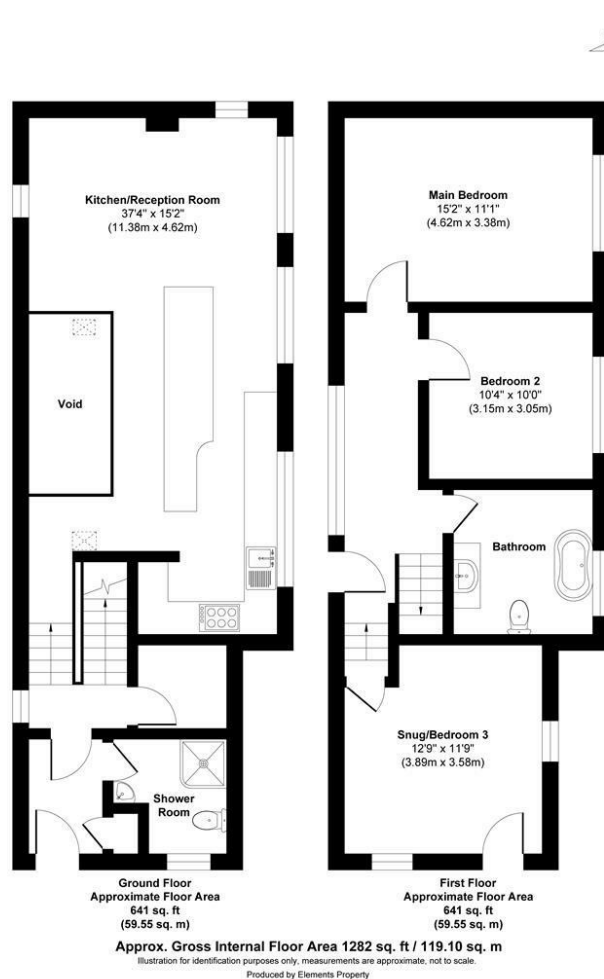 Kitchen/Reception Room
37'4" x 15'2"
(11.38m x 4.62m)
Void
Shower
Room
Ground Floor
Approximate Floor Area
641 sq. ft
(59.55 sq. m)
Main Bedroom
15'2" x 11'1"
(4.62m x 3.38m)
Bedroom 2
10'4" x 10'0"
(3.15m x 3.05m)
Bathroom
Snug/Bedroom 3
12'9" x 11'9"
(3.89m x 3.58m)
First Floor
Approximate Floor Area
641 sq. ft
(59.55 sq. m)
Approx. Gross Internal Floor Area 1282 sq. ft / 119.10 sq. m
Illustration for identification purposes only, measurements are approximate, not to scale.
Produced by Elements Property